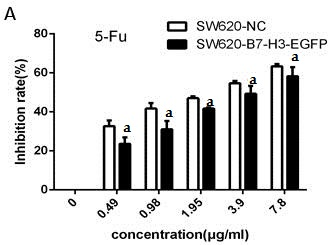 A
5-Fu
SW620-NC
SW620-B7-H3-EGFP
Inhibition rate(%)
80
60
40
20
0
a a a a a
0 0.49 0.98 1.95 3.9 7.8
concentration(μg/ml)